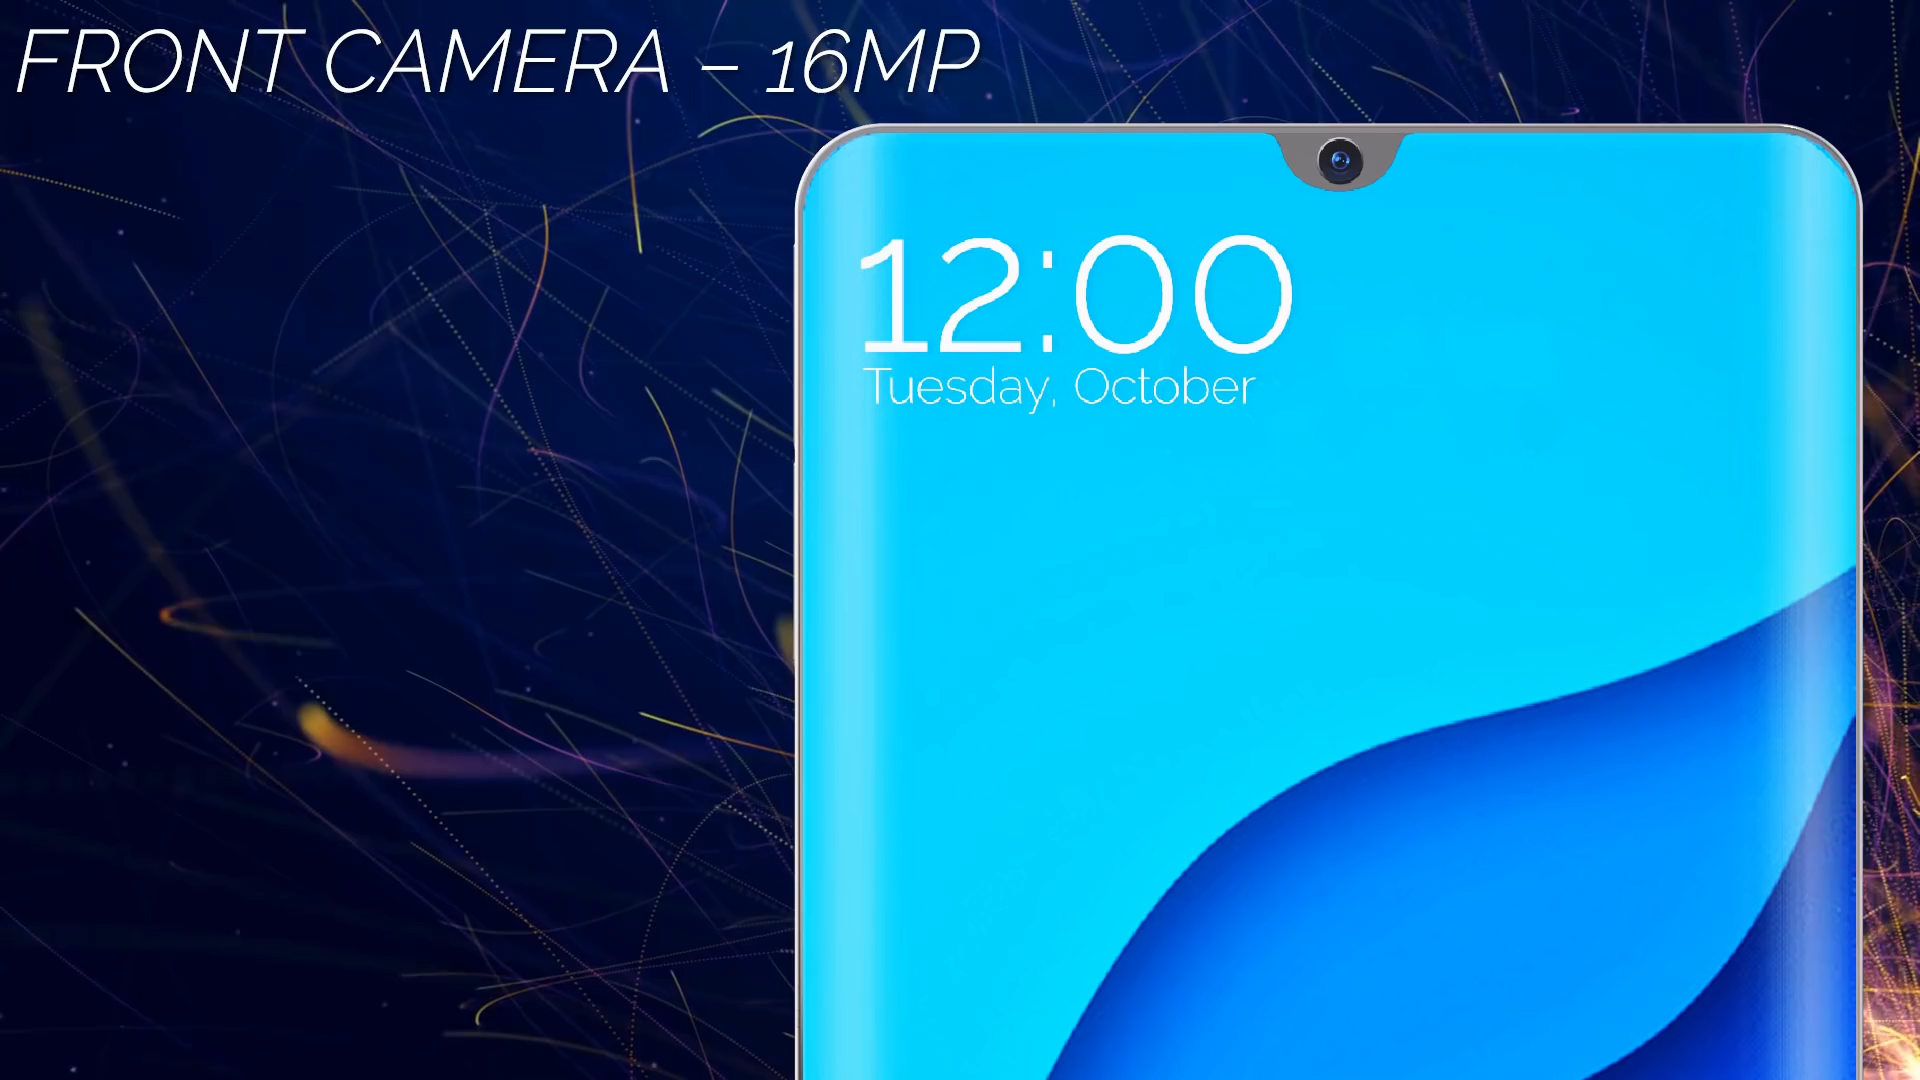 FRONT CAMERA – 16MP
12:00
Tuesday, October